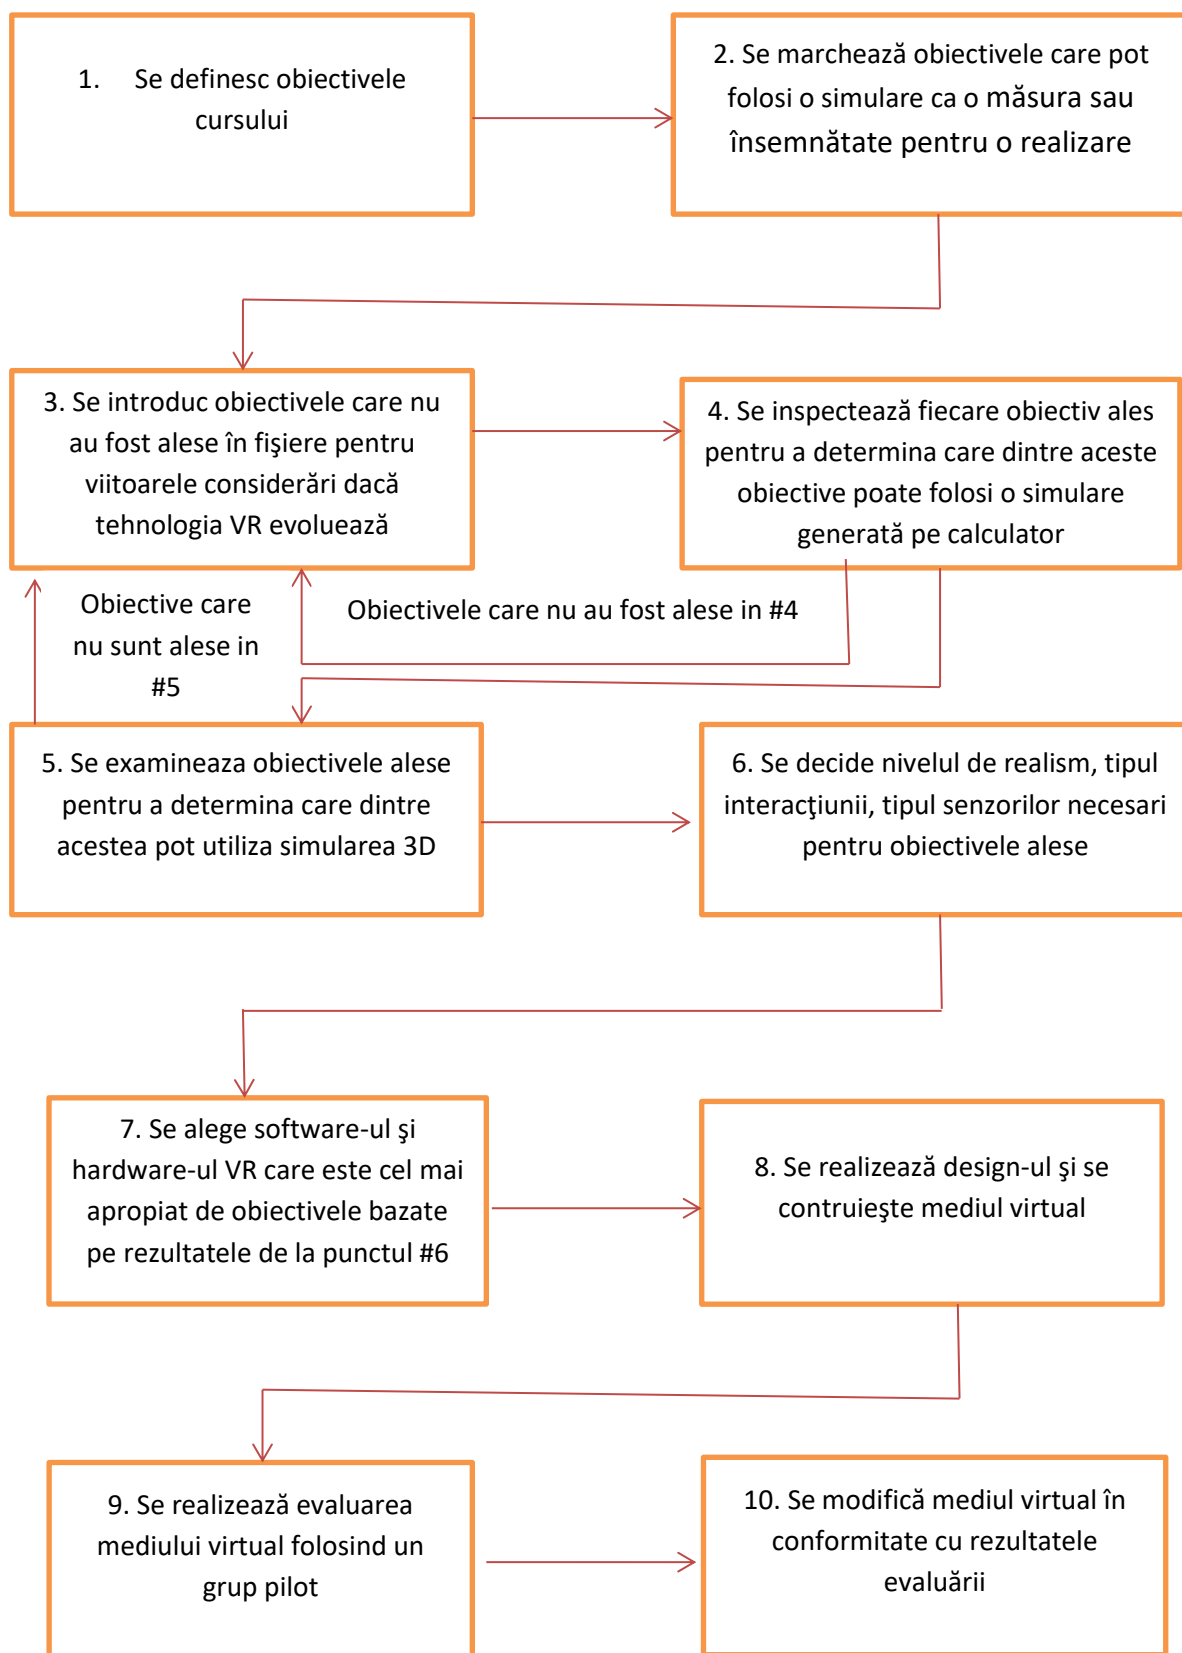 1. Se definesc obiectivele
cursului
2. Se marchează obiectivele care pot
folosi o simulare ca o măsura sau
însemnătate pentru o realizare
3. Se introduc obiectivele care nu
au fost alese în fişiere pentru
viitoarele considerări dacă
tehnologia VR evoluează
4. Se inspectează fiecare obiectiv ales
pentru a determina care dintre aceste
obiective poate folosi o simulare
generată pe calculator
Obiective care
nu sunt alese in
#5
Obiectivele care nu au fost alese in #4
5. Se examineaza obiectivele alese
pentru a determina care dintre
acestea pot utiliza simularea 3D
6. Se decide nivelul de realism, tipul
interacţiunii, tipul senzorilor necesari
pentru obiectivele alese
7. Se alege software-ul şi
hardware-ul VR care este cel mai
apropiat de obiectivele bazate
pe rezultatele de la punctul #6
8. Se realizează design-ul şi se
contruieşte mediul virtual
9. Se realizează evaluarea
mediului virtual folosind un
grup pilot
10. Se modifică mediul virtual în
conformitate cu rezultatele
evaluării